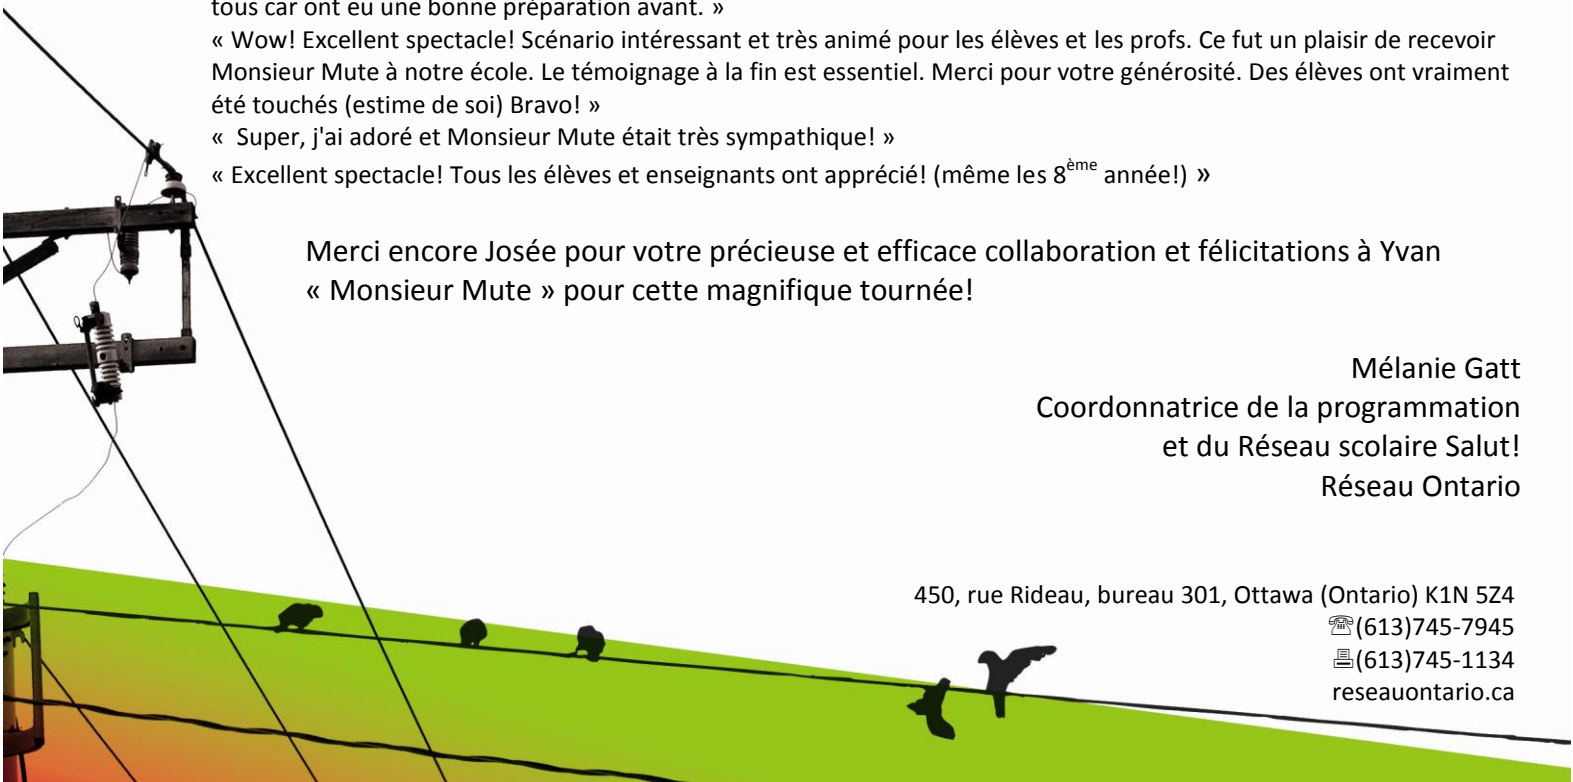 tous car ont eu une bonne préparation avant. »
« Wow! Excellent spectacle! Scénario intéressant et très animé pour les élèves et les profs. Ce fut un plaisir de recevoir
Monsieur Mute à notre école. Le témoignage à la fin est essentiel. Merci pour votre générosité. Des élèves ont vraiment
été touchés (estime de soi) Bravo! »
«  Super, j'ai adoré et Monsieur Mute était très sympathique! »
« Excellent spectacle! Tous les élèves et enseignants ont apprécié! (même les 8ème année!) »
Merci encore Josée pour votre précieuse et efficace collaboration et félicitations à Yvan
« Monsieur Mute » pour cette magnifique tournée!
Mélanie Gatt
Coordonnatrice de la programmation
et du Réseau scolaire Salut!
Réseau Ontario
450, rue Rideau, bureau 301, Ottawa (Ontario) K1N 5Z4
(613)745-7945
(613)745-1134
reseauontario.ca